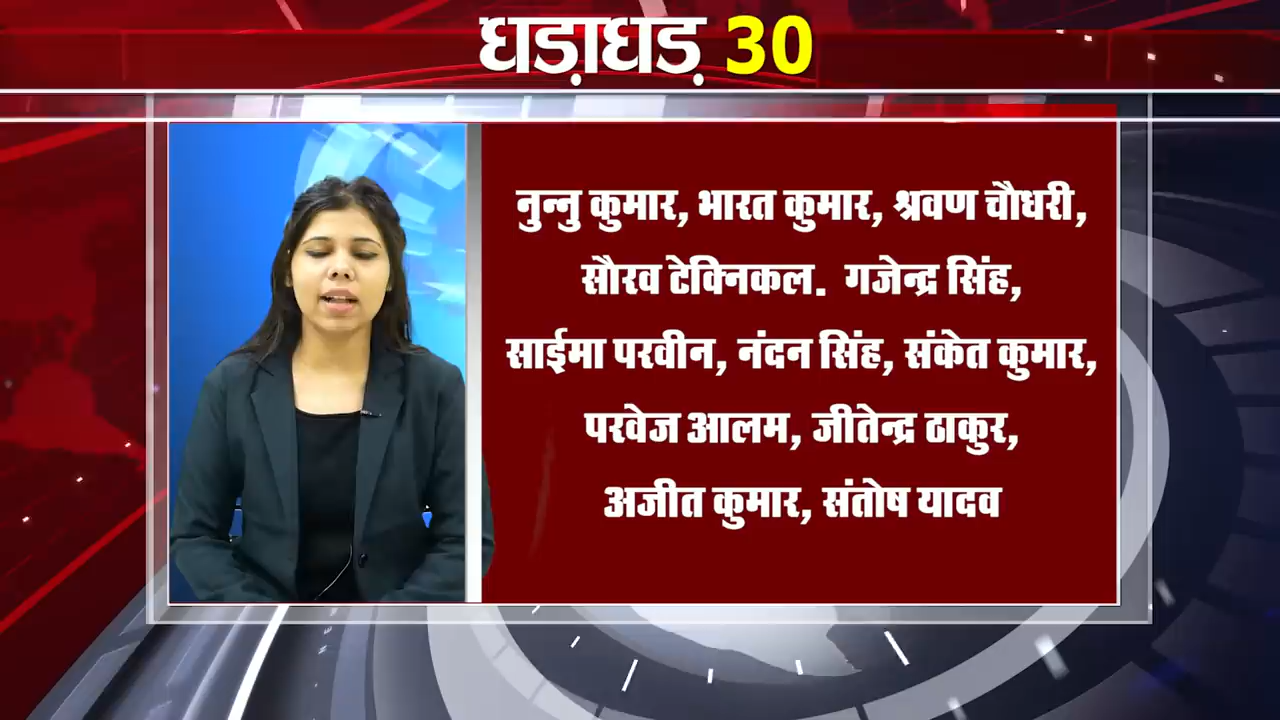 धड़ाधड़ 30
नुन्नु कुमार, भारत कुमार, श्रवण चौधरी,
सौरव टेक्निकल. गजेन्द्र सिंह,
साईमा परवीन, नंदन सिंह, संकेत कुमार,
परवेज आलम, जीतेन्द्र ठाकुर,
अजीत कुमार, संतोष यादव